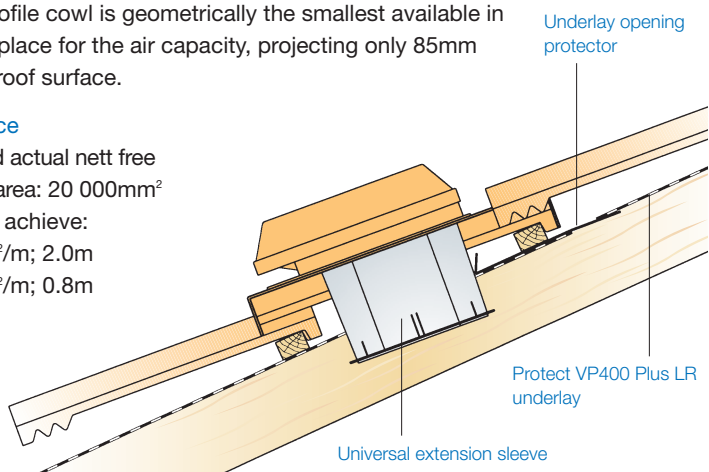 ofile cowl is geometrically the smallest available in
place for the air capacity, projecting only 85mm
roof surface.
ce
d actual nett free
area: 20 000mm²
achieve:
²/m; 2.0m
²/m; 0.8m
Underlay opening
protector
Protect VP400 Plus LR
underlay
Universal extension sleeve